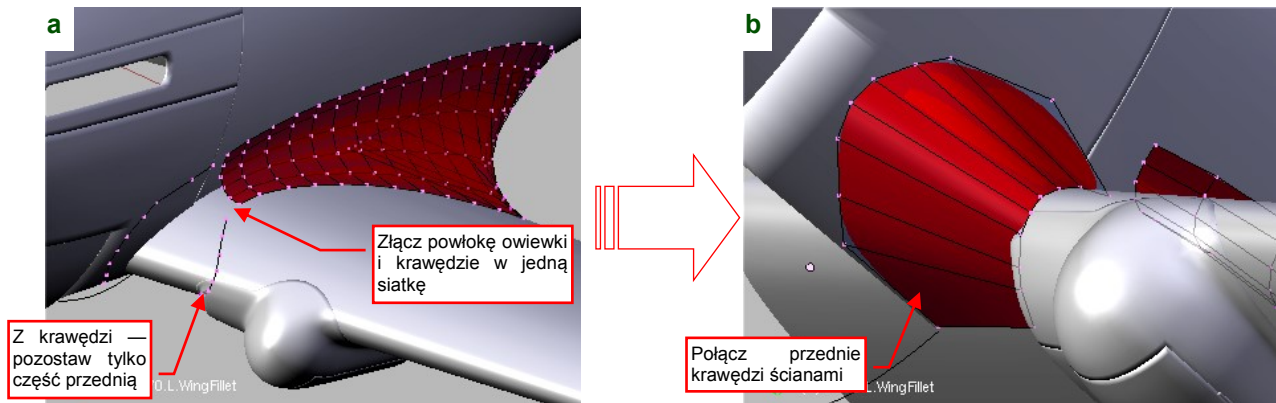 a
Złącz powłokę owiewki
i krawędzie w jedną
siatkę
Z krawędzi —
pozostaw tylko
część przednią
0.L.WingFillet
b
Połącz przednie
krawędzi ścianami
.L.WingFillet